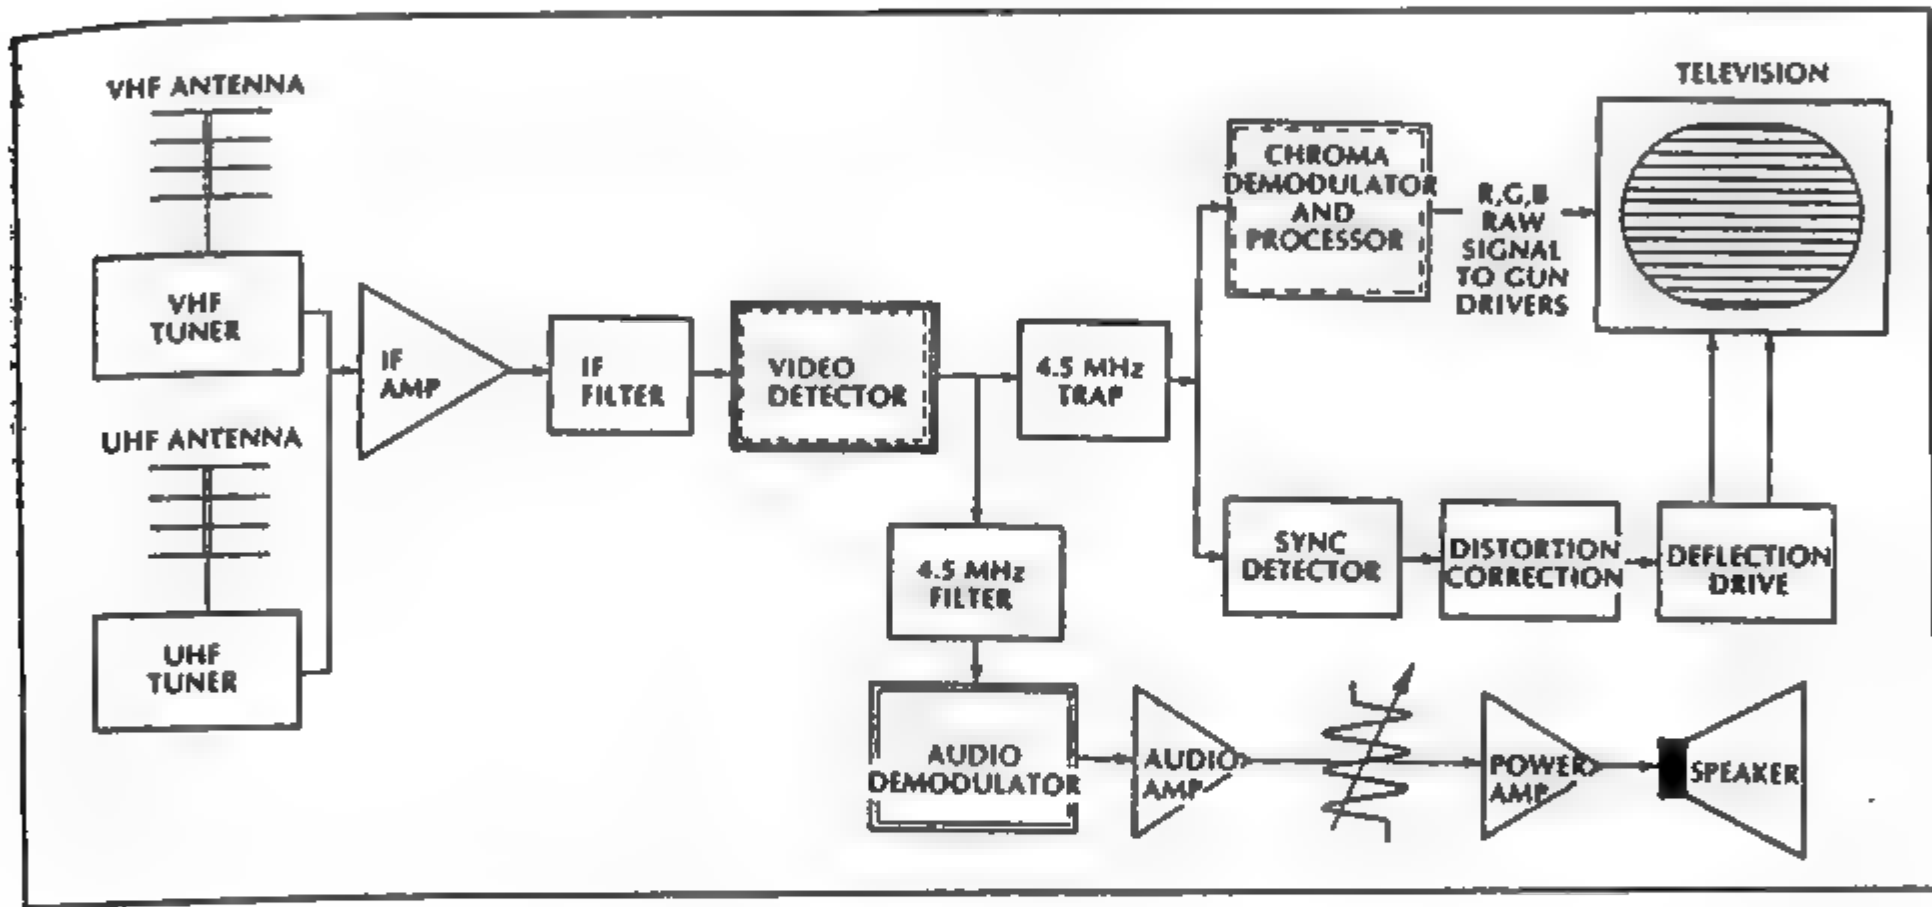 VHF ANTENNA
VHF
TUNER
UHF ANTENNA
UHF
TUNER
IF
AMP
IF
FILTER
VIDEO
DETECTOR
4.5 MHz
TRAP
4.5 MHz
FILTER
CHROMA
DEMODULATOR
AND
PROCESSOR
R,G,B
RAW
SIGNAL
TO GUN
DRIVERS
TELEVISION
SYNC
DETECTOR
DISTORTION
CORRECTION
DEFLECTION
DRIVE
AUDIO
DEMODULATOR
AUDIO
AMP
POWER
AMP
SPEAKER